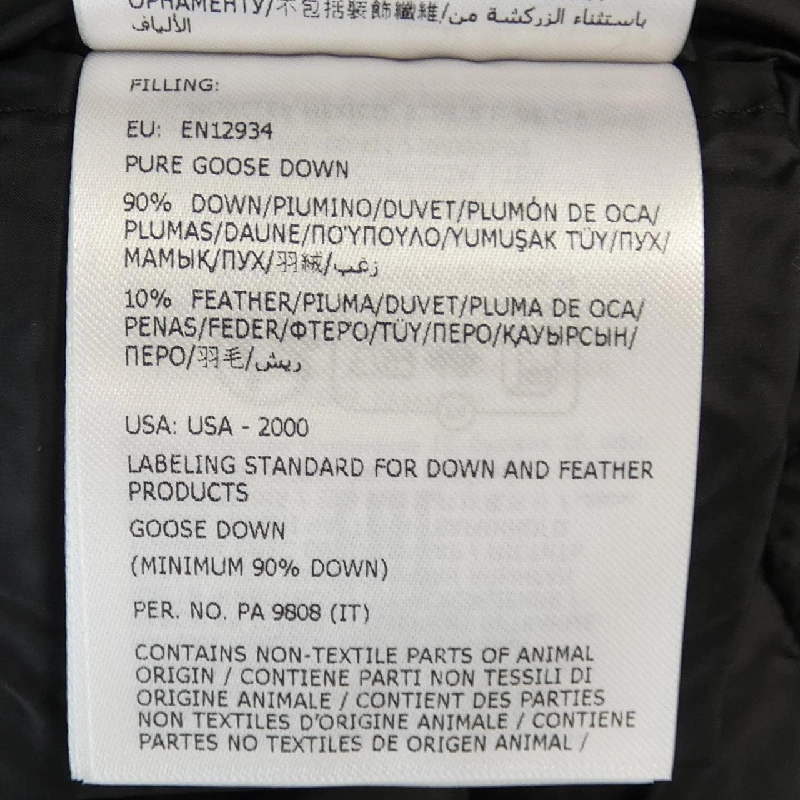 ОРНАМЕНТУ/不包括裝飾纖維/باستثناء الزركشة من
الألياف
FILLING:
EU: EN12934
PURE GOOSE DOWN
90% DOWN/PIUMINO/DUVET/PLUMÓN DE OCA/
PLUMAS/DAUNE/ΠΟΎΠΟΥΛΟ/YUMUŞAK TÜY/ПУХ/
МАМЫҚ/ПУХ/羽絨/زغب
10% FEATHER/PIUMA/DUVET/PLUMA DE OCA/
PENAS/FEDER/ΦΤΕΡΌ/TÜY/ПЕРО/ҚАУЫРСЫН/
ПЕРО/羽毛/ريش
USA: USA - 2000
LABELING STANDARD FOR DOWN AND FEATHER
PRODUCTS
GOOSE DOWN
(MINIMUM 90% DOWN)
PER. NO. PA 9808 (IT)
CONTAINS NON-TEXTILE PARTS OF ANIMAL
ORIGIN / CONTIENE PARTI NON TESSILI DI
ORIGINE ANIMALE / CONTIENT DES PARTIES
NON TEXTILES D'ORIGINE ANIMALE / CONTIENE
PARTES NO TEXTILES DE ORIGEN ANIMAL /